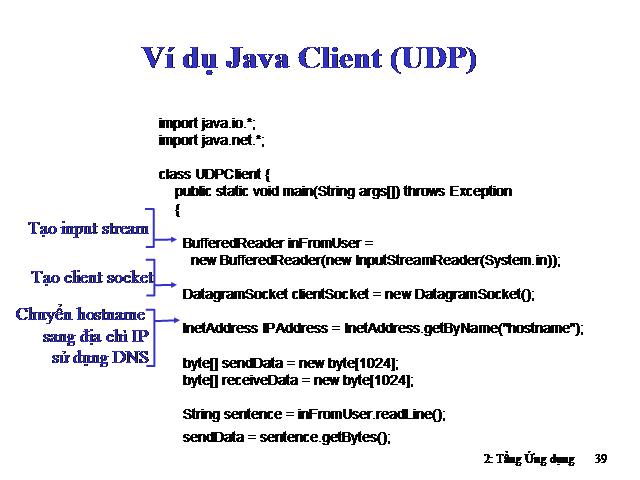 Ví dụ Java Client (UDP)
import java.io.*;
import java.net.*;
class UDPClient {
public static void main(String args[]) throws Exception
{
Tạo input stream
BufferedReader inFromUser =
new BufferedReader(new InputStreamReader(System.in));
Tạo client socket
DatagramSocket clientSocket = new DatagramSocket();
Chuyển hostname
sang địa chỉ IP
sử dụng DNS
InetAddress IPAddress = InetAddress.getByName("hostname");
byte[] sendData = new byte[1024];
byte[] receiveData = new byte[1024];
String sentence = inFromUser.readLine();
sendData = sentence.getBytes();
2: Tầng Ứng dụng 39